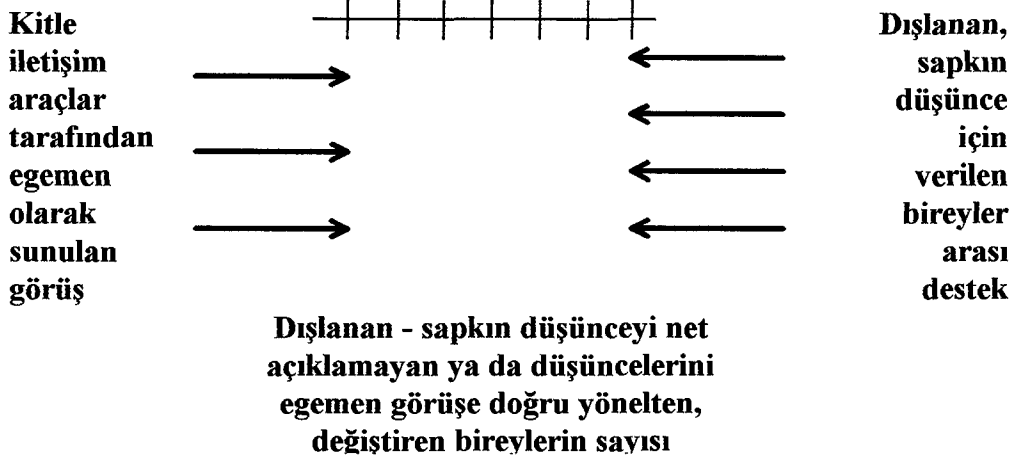 Kitle
iletişim
araçlar
tarafından
egemen
olarak
sunulan
görüş
Dışlanan,
sapkın
düşünce
için
verilen
bireyler
arası
destek
Dışlanan - sapkın düşünceyi net
açıklamayan ya da düşüncelerini
egemen görüşe doğru yönelten,
değiştiren bireylerin sayısı